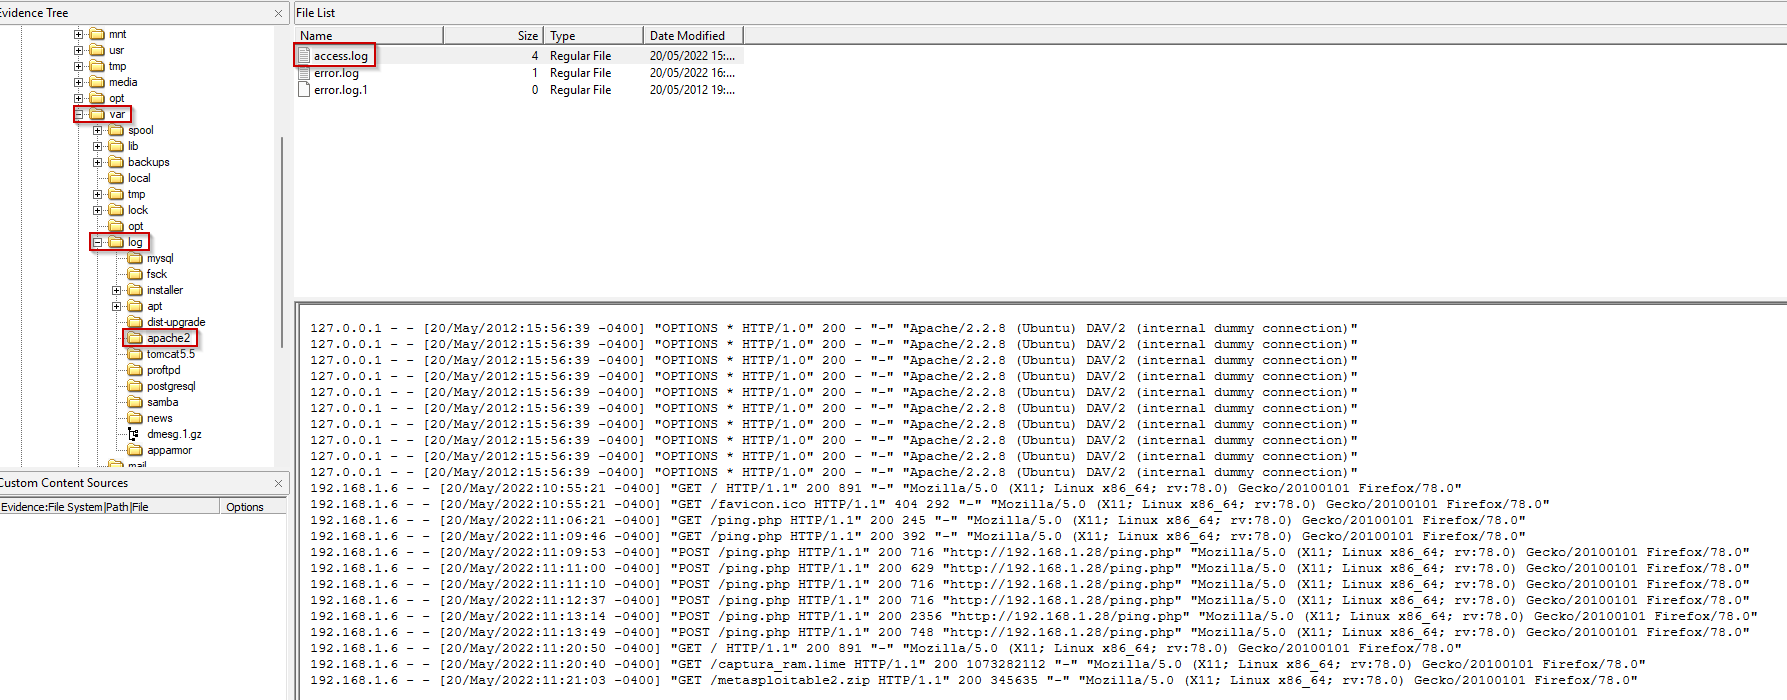 Evidence Tree
mnt
usr
tmp
media
opt
var
spool
lib
backups
local
tmp
lock
opt
log
mysql
fsck
installer
apt
dist-upgrade
apache2
tomcat5.5
proftpd
postgresql
samba
news
dmesg.1.gz
apparmor
mail
Custom Content Sources
Evidence:File System|Path|File Options
File List
Name Size Type Date Modified
access.log 4 Regular File 20/05/2022 15:...
error.log 1 Regular File 20/05/2022 16:...
error.log.1 0 Regular File 20/05/2012 19:...
127.0.0.1 - - [20/May/2012:15:56:39 -0400] "OPTIONS * HTTP/1.0" 200 - "-" "Apache/2.2.8 (Ubuntu) DAV/2 (internal dummy connection)"
127.0.0.1 - - [20/May/2012:15:56:39 -0400] "OPTIONS * HTTP/1.0" 200 - "-" "Apache/2.2.8 (Ubuntu) DAV/2 (internal dummy connection)"
127.0.0.1 - - [20/May/2012:15:56:39 -0400] "OPTIONS * HTTP/1.0" 200 - "-" "Apache/2.2.8 (Ubuntu) DAV/2 (internal dummy connection)"
127.0.0.1 - - [20/May/2012:15:56:39 -0400] "OPTIONS * HTTP/1.0" 200 - "-" "Apache/2.2.8 (Ubuntu) DAV/2 (internal dummy connection)"
127.0.0.1 - - [20/May/2012:15:56:39 -0400] "OPTIONS * HTTP/1.0" 200 - "-" "Apache/2.2.8 (Ubuntu) DAV/2 (internal dummy connection)"
127.0.0.1 - - [20/May/2012:15:56:39 -0400] "OPTIONS * HTTP/1.0" 200 - "-" "Apache/2.2.8 (Ubuntu) DAV/2 (internal dummy connection)"
127.0.0.1 - - [20/May/2012:15:56:39 -0400] "OPTIONS * HTTP/1.0" 200 - "-" "Apache/2.2.8 (Ubuntu) DAV/2 (internal dummy connection)"
127.0.0.1 - - [20/May/2012:15:56:39 -0400] "OPTIONS * HTTP/1.0" 200 - "-" "Apache/2.2.8 (Ubuntu) DAV/2 (internal dummy connection)"
127.0.0.1 - - [20/May/2012:15:56:39 -0400] "OPTIONS * HTTP/1.0" 200 - "-" "Apache/2.2.8 (Ubuntu) DAV/2 (internal dummy connection)"
127.0.0.1 - - [20/May/2012:15:56:39 -0400] "OPTIONS * HTTP/1.0" 200 - "-" "Apache/2.2.8 (Ubuntu) DAV/2 (internal dummy connection)"
192.168.1.6 - - [20/May/2022:10:55:21 -0400] "GET / HTTP/1.1" 200 891 "-" "Mozilla/5.0 (X11; Linux x86_64; rv:78.0) Gecko/20100101 Firefox/78.0"
192.168.1.6 - - [20/May/2022:10:55:21 -0400] "GET /favicon.ico HTTP/1.1" 404 292 "-" "Mozilla/5.0 (X11; Linux x86_64; rv:78.0) Gecko/20100101 Firefox/78.0"
192.168.1.6 - - [20/May/2022:11:06:21 -0400] "GET /ping.php HTTP/1.1" 200 245 "-" "Mozilla/5.0 (X11; Linux x86_64; rv:78.0) Gecko/20100101 Firefox/78.0"
192.168.1.6 - - [20/May/2022:11:09:46 -0400] "GET /ping.php HTTP/1.1" 200 392 "-" "Mozilla/5.0 (X11; Linux x86_64; rv:78.0) Gecko/20100101 Firefox/78.0"
192.168.1.6 - - [20/May/2022:11:09:53 -0400] "POST /ping.php HTTP/1.1" 200 716 "http://192.168.1.28/ping.php" "Mozilla/5.0 (X11; Linux x86_64; rv:78.0) Gecko/20100101 Firefox/78.0"
192.168.1.6 - - [20/May/2022:11:11:00 -0400] "POST /ping.php HTTP/1.1" 200 629 "http://192.168.1.28/ping.php" "Mozilla/5.0 (X11; Linux x86_64; rv:78.0) Gecko/20100101 Firefox/78.0"
192.168.1.6 - - [20/May/2022:11:11:10 -0400] "POST /ping.php HTTP/1.1" 200 716 "http://192.168.1.28/ping.php" "Mozilla/5.0 (X11; Linux x86_64; rv:78.0) Gecko/20100101 Firefox/78.0"
192.168.1.6 - - [20/May/2022:11:12:37 -0400] "POST /ping.php HTTP/1.1" 200 716 "http://192.168.1.28/ping.php" "Mozilla/5.0 (X11; Linux x86_64; rv:78.0) Gecko/20100101 Firefox/78.0"
192.168.1.6 - - [20/May/2022:11:13:14 -0400] "POST /ping.php HTTP/1.1" 200 2356 "http://192.168.1.28/ping.php" "Mozilla/5.0 (X11; Linux x86_64; rv:78.0) Gecko/20100101 Firefox/78.0"
192.168.1.6 - - [20/May/2022:11:13:49 -0400] "POST /ping.php HTTP/1.1" 200 748 "http://192.168.1.28/ping.php" "Mozilla/5.0 (X11; Linux x86_64; rv:78.0) Gecko/20100101 Firefox/78.0"
192.168.1.6 - - [20/May/2022:11:20:50 -0400] "GET / HTTP/1.1" 200 891 "-" "Mozilla/5.0 (X11; Linux x86_64; rv:78.0) Gecko/20100101 Firefox/78.0"
192.168.1.6 - - [20/May/2022:11:20:40 -0400] "GET /captura_ram.lime HTTP/1.1" 200 1073282112 "-" "Mozilla/5.0 (X11; Linux x86_64; rv:78.0) Gecko/20100101 Firefox/78.0"
192.168.1.6 - - [20/May/2022:11:21:03 -0400] "GET /metasploitable2.zip HTTP/1.1" 200 345635 "-" "Mozilla/5.0 (X11; Linux x86_64; rv:78.0) Gecko/20100101 Firefox/78.0"